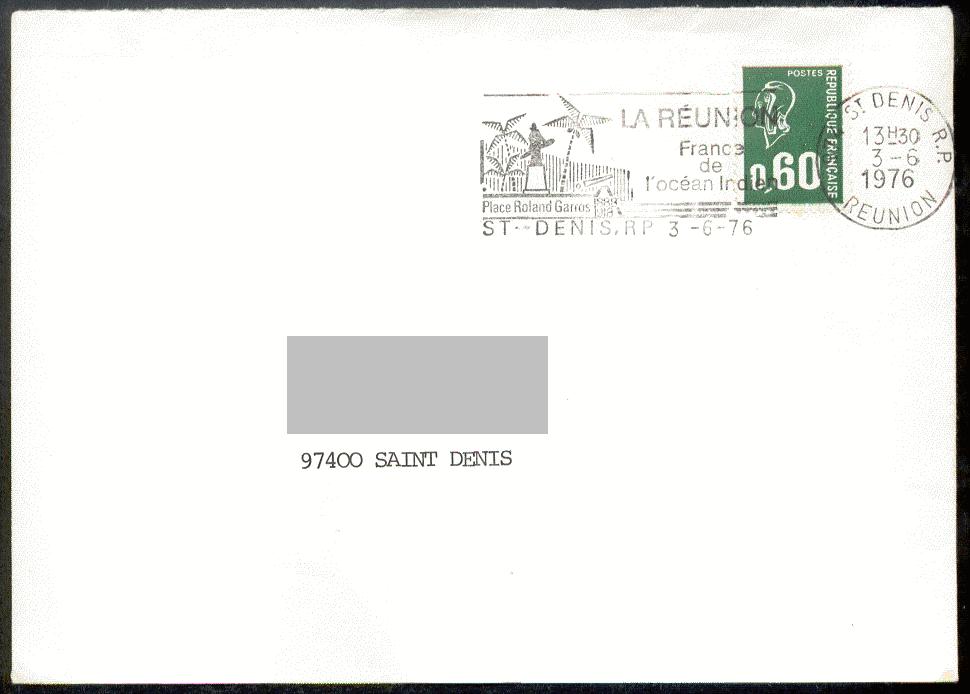 LA RÉUNION
France
de
l'océan Indien
Place Roland Garros
ST-DENIS.RP 3-6-76
POSTES
REPUBLIQUE FRANÇAISE
0,60
ST DENIS R.P.
13H30
3-6
1976
REUNION
97400 SAINT DENIS